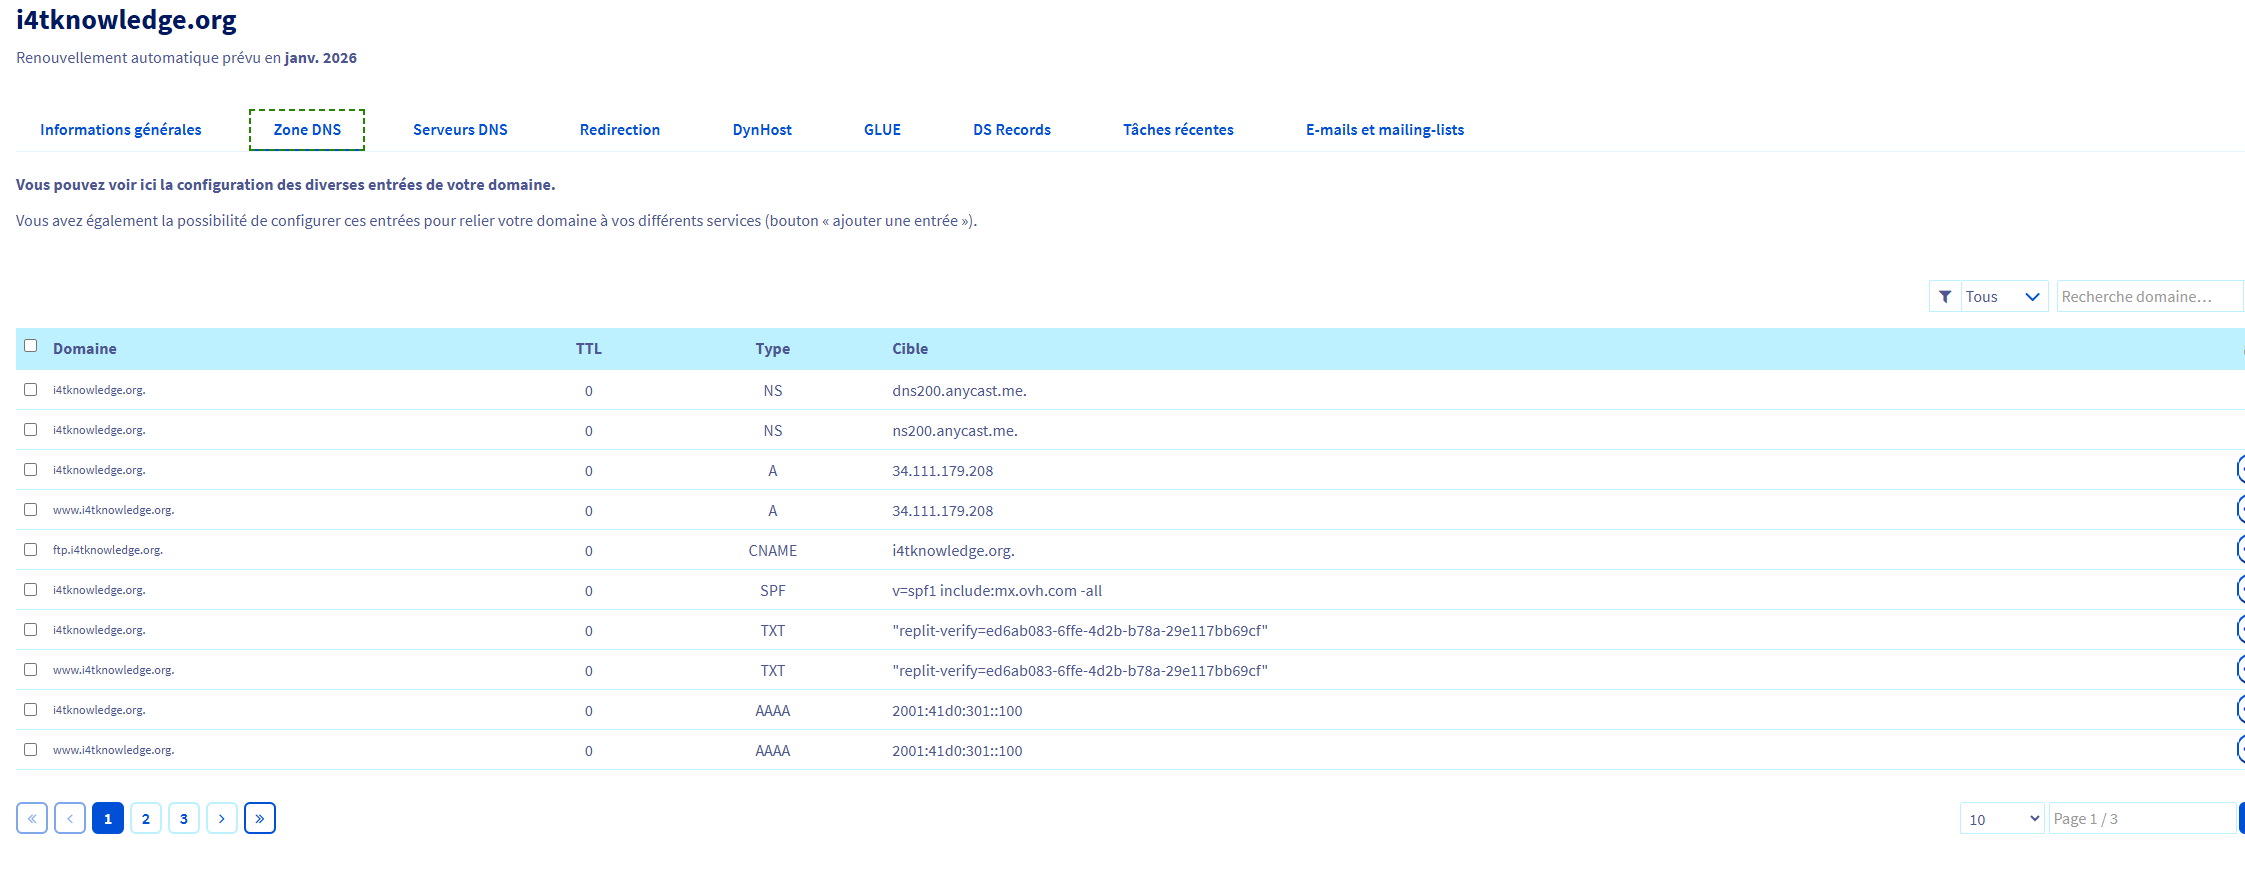 i4tknowledge.org
Renouvellement automatique prévu en janv. 2026
Informations générales Zone DNS Serveurs DNS Redirection DynHost GLUE DS Records Tâches récentes E-mails et mailing-lists
Vous pouvez voir ici la configuration des diverses entrées de votre domaine.
Vous avez également la possibilité de configurer ces entrées pour relier votre domaine à vos différents services (bouton « ajouter une entrée »).
Tous Recherche domaine...
Domaine TTL Type Cible
i4tknowledge.org. 0 NS dns200.anycast.me.
i4tknowledge.org. 0 NS ns200.anycast.me.
i4tknowledge.org. 0 A 34.111.179.208
www.i4tknowledge.org. 0 A 34.111.179.208
ftp.i4tknowledge.org. 0 CNAME i4tknowledge.org.
i4tknowledge.org. 0 SPF v=spf1 include:mx.ovh.com -all
i4tknowledge.org. 0 TXT "replit-verify=ed6ab083-6ffe-4d2b-b78a-29e117bb69cf"
www.i4tknowledge.org. 0 TXT "replit-verify=ed6ab083-6ffe-4d2b-b78a-29e117bb69cf"
i4tknowledge.org. 0 AAAA 2001:41d0:301::100
www.i4tknowledge.org. 0 AAAA 2001:41d0:301::100
« ‹ 1 2 3 › » 10 Page 1 / 3